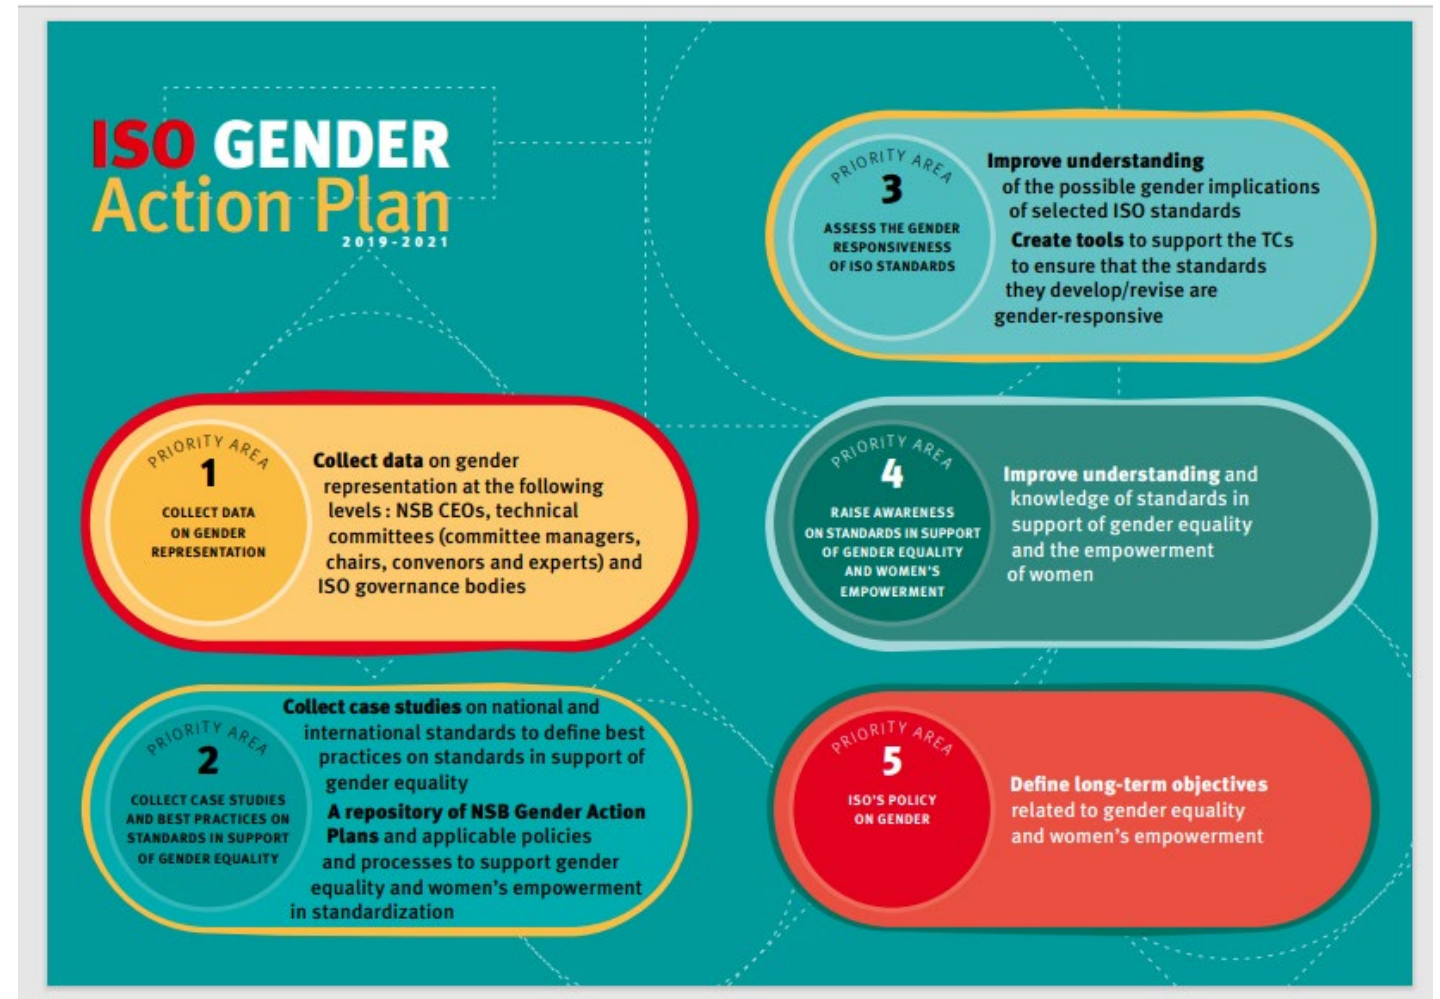 ISO GENDER
Action Plan
2019-2021
PRIORITY AREA
1
COLLECT DATA
ON GENDER
REPRESENTATION
Collect data on gender
representation at the following
levels : NSB CEOs, technical
committees (committee managers,
chairs, convenors and experts) and
ISO governance bodies
PRIORITY AREA
2
COLLECT CASE STUDIES
AND BEST PRACTICES ON
STANDARDS IN SUPPORT
OF GENDER EQUALITY
Collect case studies on national and
international standards to define best
practices on standards in support of
gender equality
A repository of NSB Gender Action
Plans and applicable policies
and processes to support gender
equality and women's empowerment
in standardization
PRIORITY AREA
3
ASSESS THE GENDER
RESPONSIVENESS
OF ISO STANDARDS
Improve understanding
of the possible gender implications
of selected ISO standards
Create tools to support the TCs
to ensure that the standards
they develop/revise are
gender-responsive
PRIORITY AREA
4
RAISE AWARENESS
ON STANDARDS IN SUPPORT
OF GENDER EQUALITY
AND WOMEN'S
EMPOWERMENT
Improve understanding and
knowledge of standards in
support of gender equality
and the empowerment
of women
PRIORITY AREA
5
ISO'S POLICY
ON GENDER
Define long-term objectives
related to gender equality
and women's empowerment